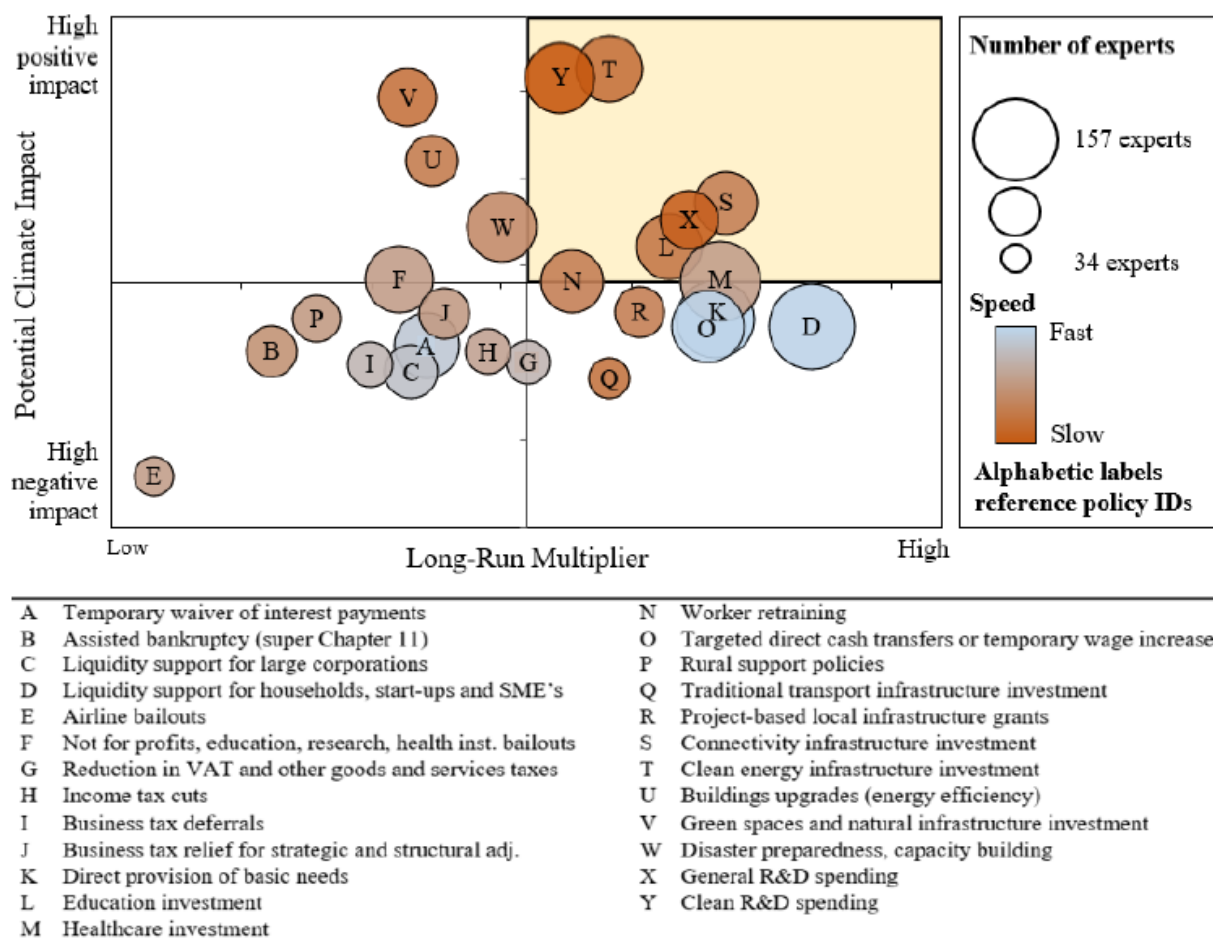 High
positive
impact
Potential Climate Impact
High
negative
impact
Low
Long-Run Multiplier
High
Y
T
V
U
W
S
X
L
F
N
M
P
J
R
K
O
D
B
A
I
C
H
G
Q
E
Number of experts
157 experts
34 experts
Speed
Fast
Slow
Alphabetic labels
reference policy IDs
A Temporary waiver of interest payments
B Assisted bankruptcy (super Chapter 11)
C Liquidity support for large corporations
D Liquidity support for households, start-ups and SME's
E Airline bailouts
F Not for profits, education, research, health inst. bailouts
G Reduction in VAT and other goods and services taxes
H Income tax cuts
I Business tax deferrals
J Business tax relief for strategic and structural adj.
K Direct provision of basic needs
L Education investment
M Healthcare investment
N Worker retraining
O Targeted direct cash transfers or temporary wage increase
P Rural support policies
Q Traditional transport infrastructure investment
R Project-based local infrastructure grants
S Connectivity infrastructure investment
T Clean energy infrastructure investment
U Buildings upgrades (energy efficiency)
V Green spaces and natural infrastructure investment
W Disaster preparedness, capacity building
X General R&D spending
Y Clean R&D spending